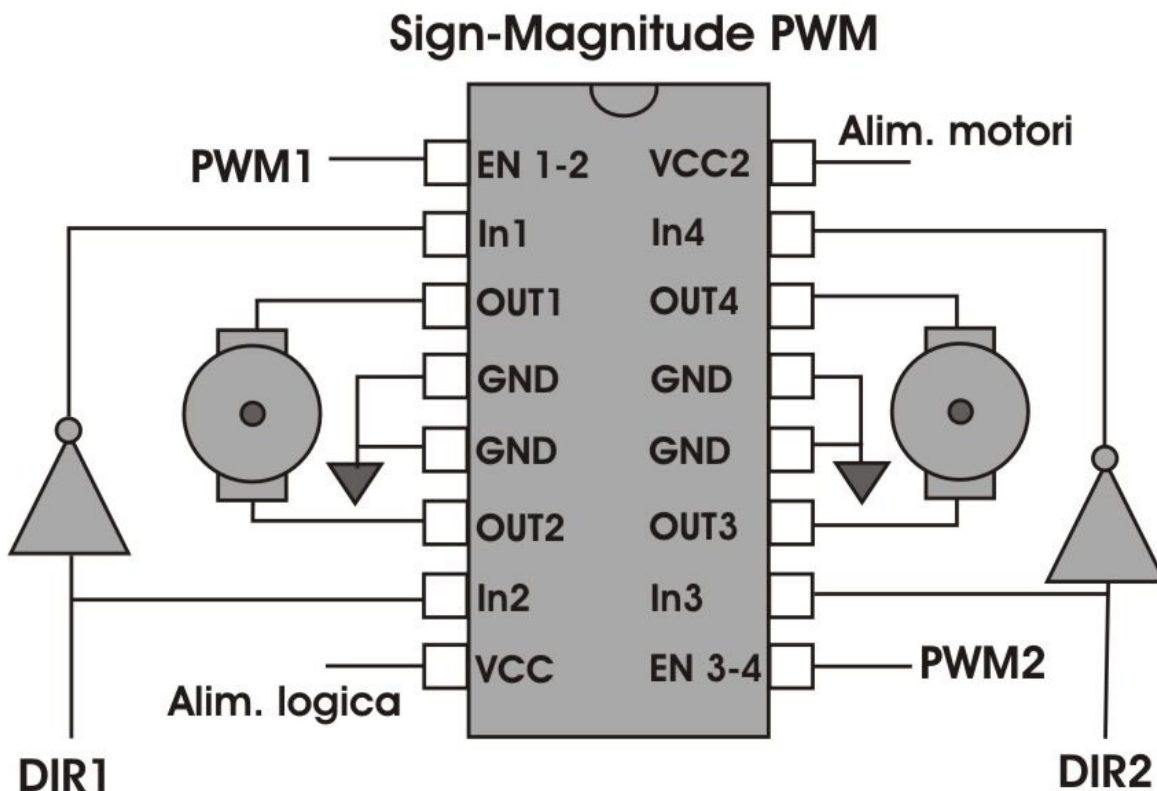 Sign-Magnitude PWM
Alim. motori
PWM1
EN 1-2
VCC2
In1
In4
OUT1
OUT4
GND
GND
GND
GND
OUT2
OUT3
In2
In3
VCC
EN 3-4
PWM2
Alim. logica
DIR1
DIR2